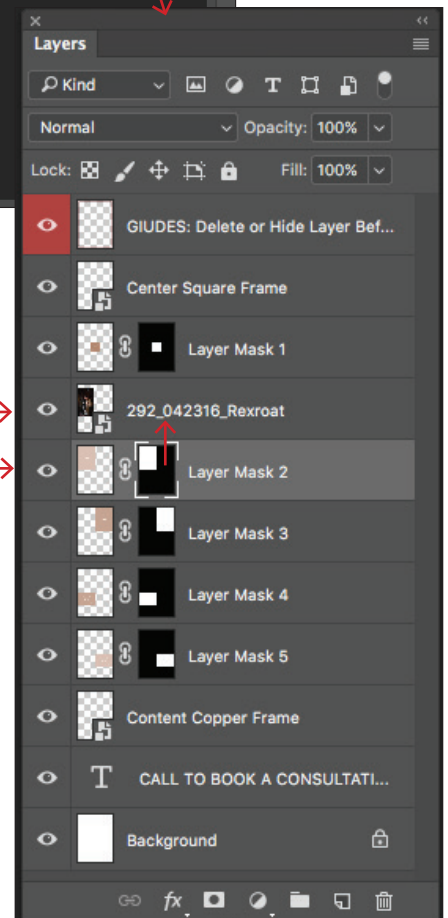 Layers
Kind
Normal Opacity: 100%
Lock: Fill: 100%
GIUDES: Delete or Hide Layer Bef...
Center Square Frame
Layer Mask 1
292_042316_Rexroat
Layer Mask 2
Layer Mask 3
Layer Mask 4
Layer Mask 5
Content Copper Frame
T CALL TO BOOK A CONSULTATI...
Background
fx